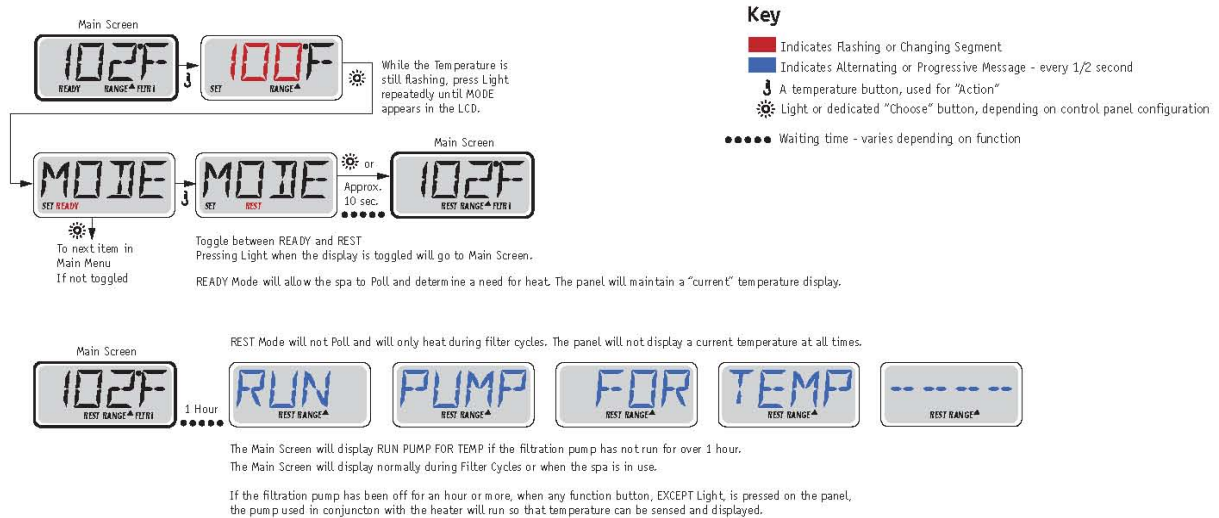 Main Screen
102°F
READY RANGE FLTR1
100°F
SET RANGE
While the Temperature is
still flashing, press Light
repeatedly until MODE
appears in the LCD.
Key
Indicates Flashing or Changing Segment
Indicates Alternating or Progressive Message - every 1/2 second
A temperature button, used for "Action"
Light or dedicated "Choose" button, depending on control panel configuration
Waiting time - varies depending on function
MODE
SET READY
MODE
SET REST
or
Approx.
10 sec.
Main Screen
102°F
REST RANGE FLTR1
To next item in
Main Menu
If not toggled
Toggle between READY and REST
Pressing Light when the display is toggled will go to Main Screen.
READY Mode will allow the spa to Poll and determine a need for heat. The panel will maintain a "current" temperature display.
REST Mode will not Poll and will only heat during filter cycles. The panel will not display a current temperature at all times.
Main Screen
102°F
REST RANGE FLTR1
1 Hour
RUN
REST RANGE
PUMP
REST RANGE
FOR
REST RANGE
TEMP
REST RANGE
-- -- -- --
REST RANGE
The Main Screen will display RUN PUMP FOR TEMP if the filtration pump has not run for over 1 hour.
The Main Screen will display normally during Filter Cycles or when the spa is in use.
If the filtration pump has been off for an hour or more, when any function button, EXCEPT Light, is pressed on the panel,
the pump used in conjuncton with the heater will run so that temperature can be sensed and displayed.